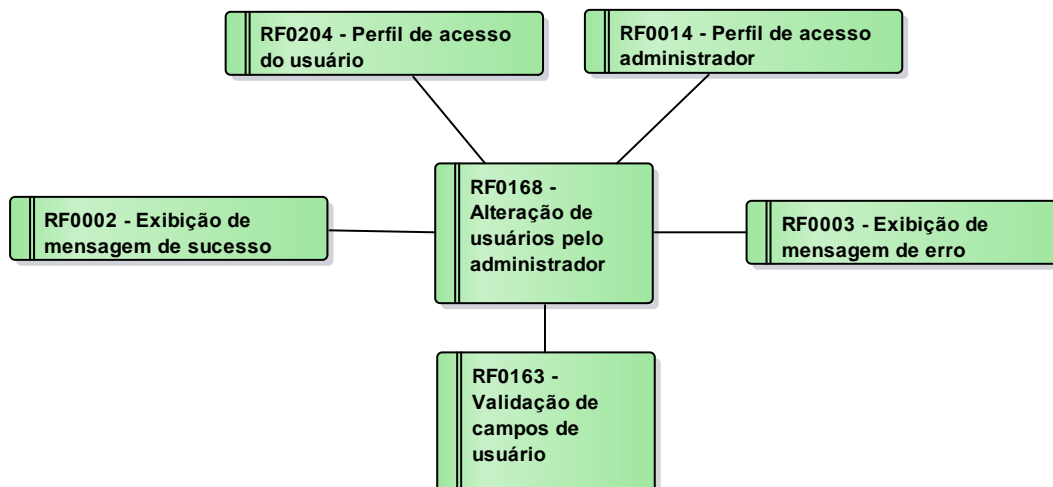 RF0204 - Perfil de acesso
do usuário
RF0014 - Perfil de acesso
administrador
RF0168 -
Alteração de
usuários pelo
administrador
RF0002 - Exibição de
mensagem de sucesso
RF0003 - Exibição de
mensagem de erro
RF0163 -
Validação de
campos de
usuário